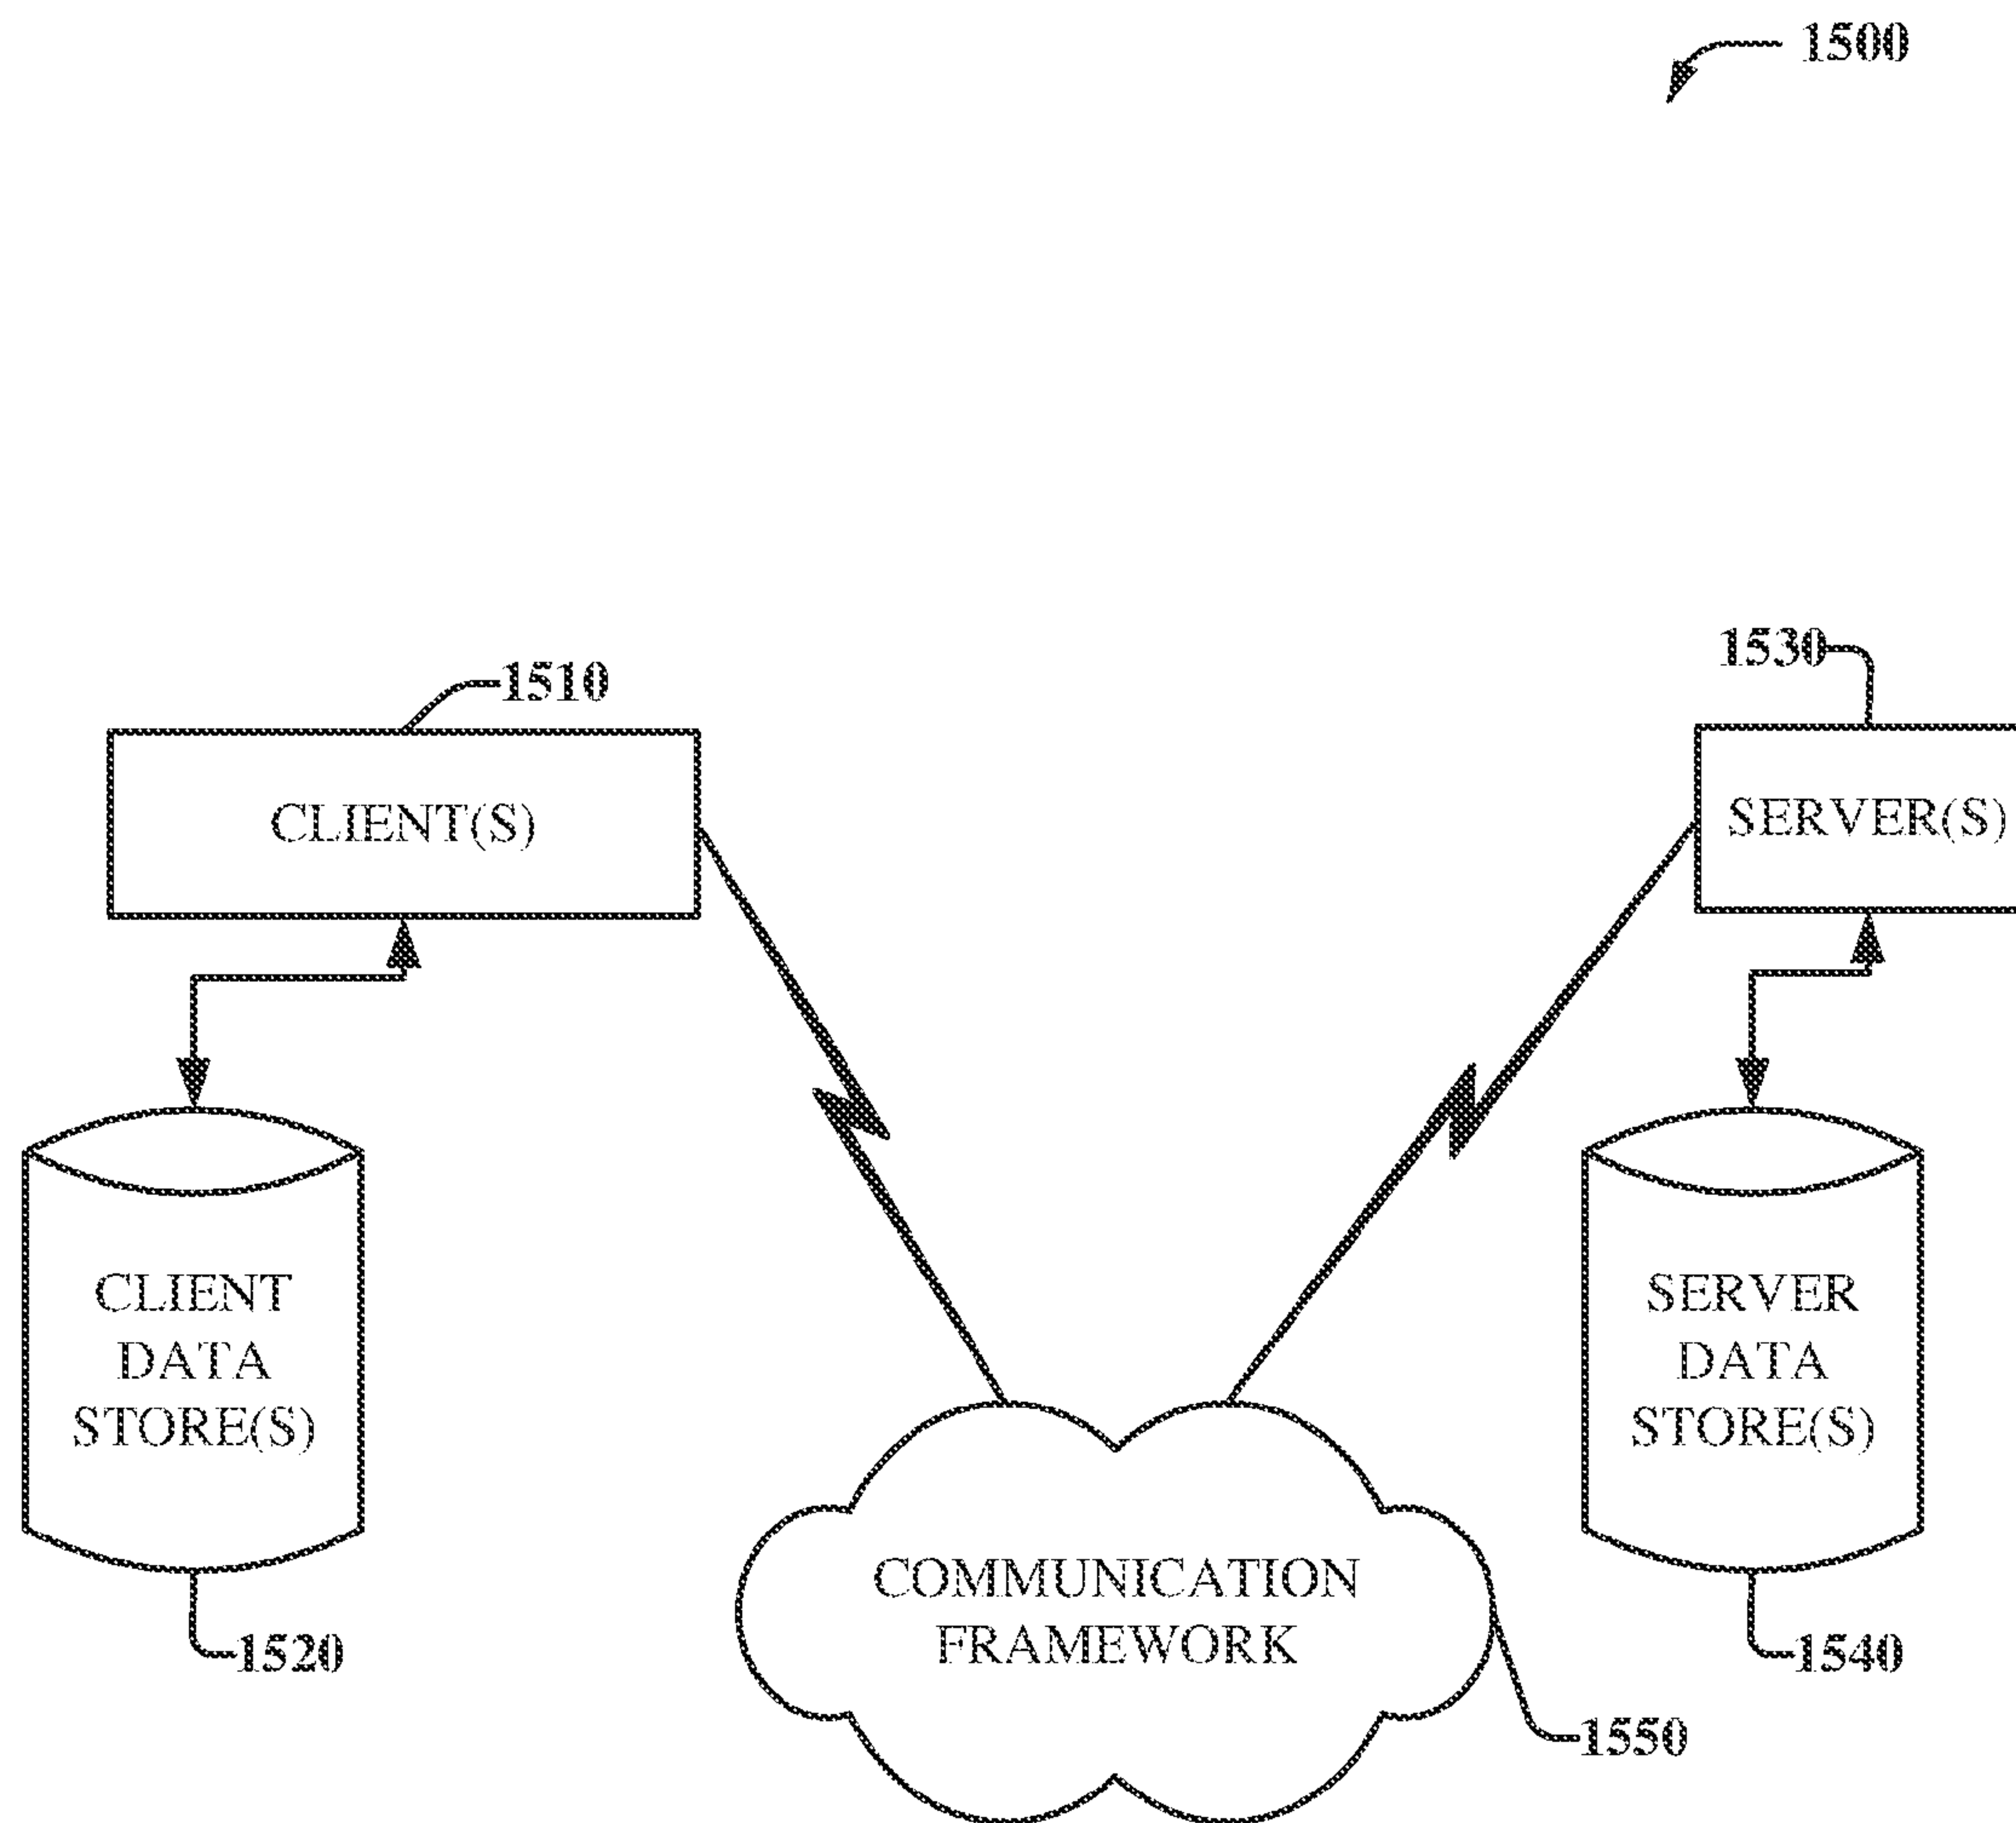 1500
1510
1530
CLIENT(S)
SERVER(S)
CLIENT
DATA
STORE(S)
SERVER
DATA
STORE(S)
COMMUNICATION
FRAMEWORK
1520
1540
1550